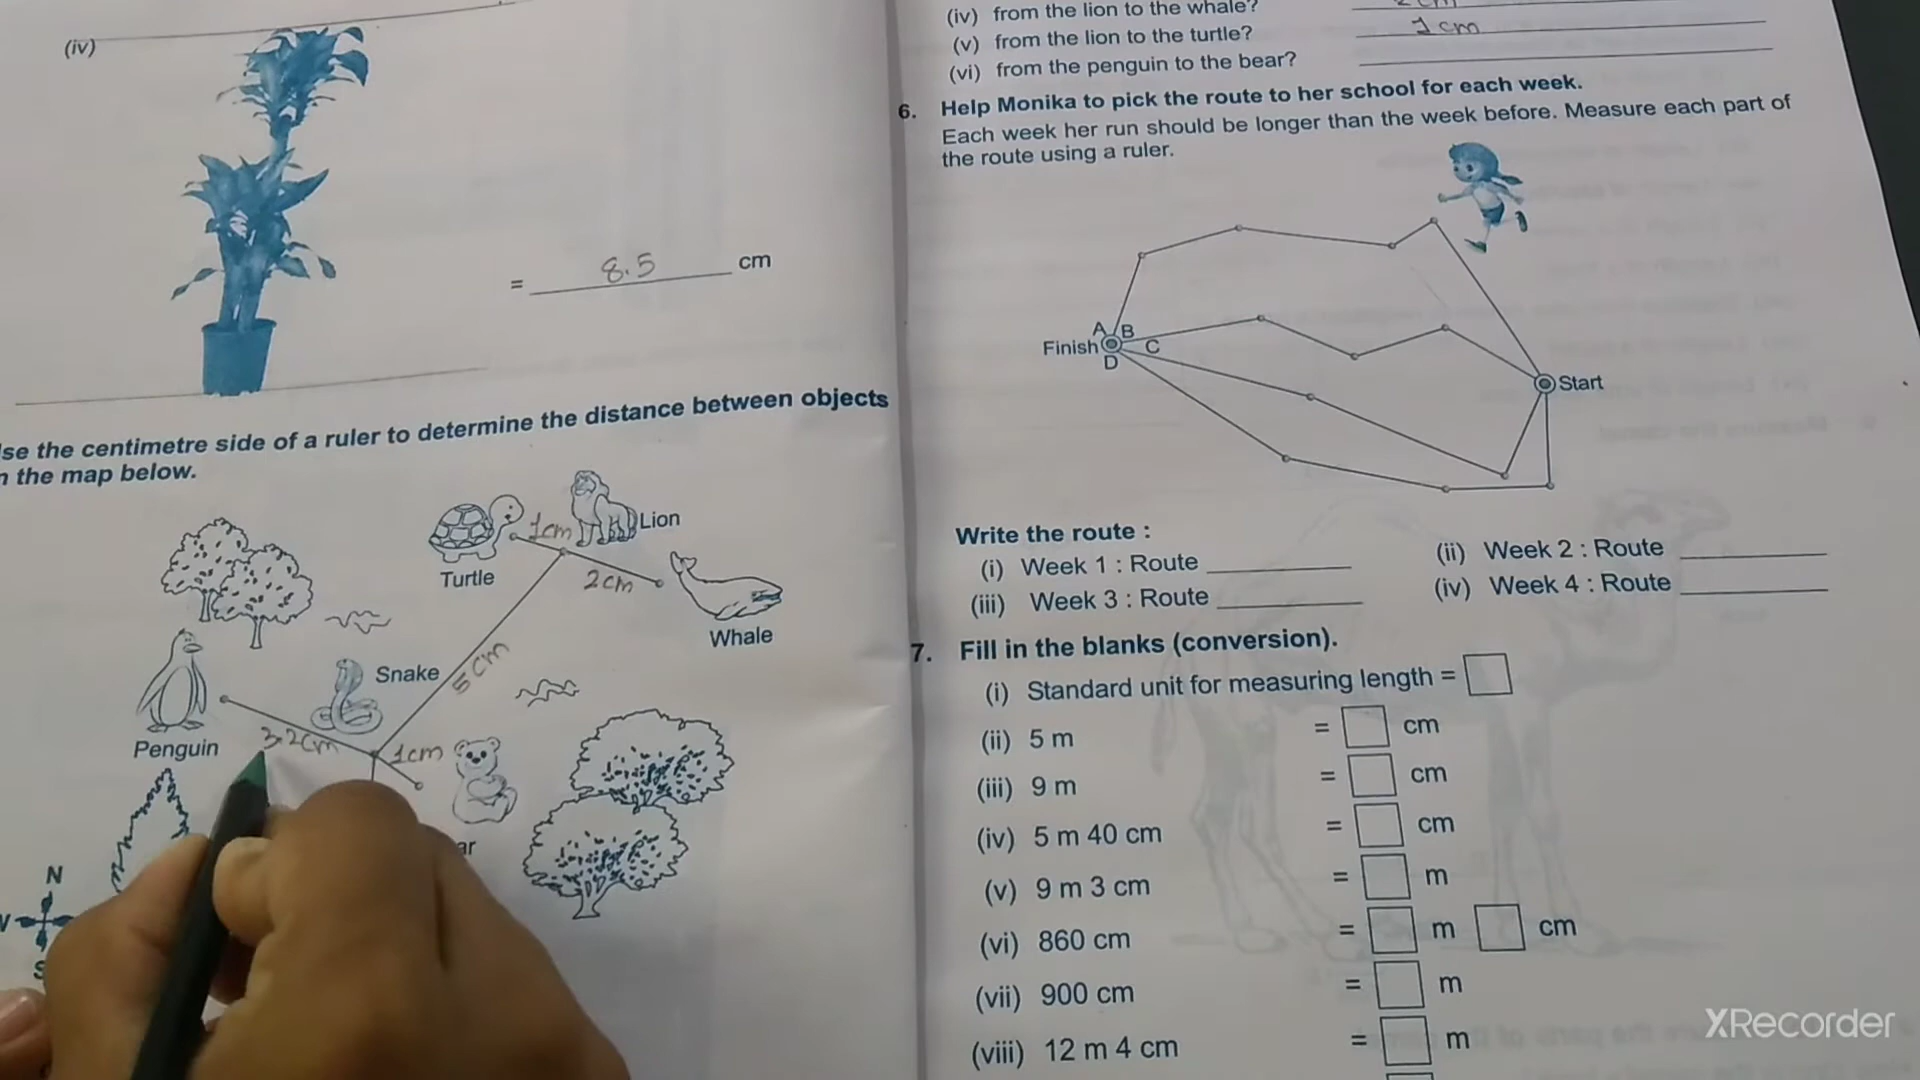 (iv)
= 8.5 cm
se the centimetre side of a ruler to determine the distance between objects
n the map below.
Turtle
1cm
Lion
2cm
Whale
Snake
5cm
Penguin
3.2cm
1cm
ar
N
S
(iv) from the lion to the whale?
(v) from the lion to the turtle? 1cm
(vi) from the penguin to the bear?
6. Help Monika to pick the route to her school for each week.
Each week her run should be longer than the week before. Measure each part of
the route using a ruler.
A B
Finish C
D
Start
Write the route :
(i) Week 1 : Route (ii) Week 2 : Route
(iii) Week 3 : Route (iv) Week 4 : Route
7. Fill in the blanks (conversion).
(i) Standard unit for measuring length =
(ii) 5 m = cm
(iii) 9 m = cm
(iv) 5 m 40 cm = cm
(v) 9 m 3 cm = m
(vi) 860 cm = m cm
(vii) 900 cm = m
(viii) 12 m 4 cm = m
XRecorder